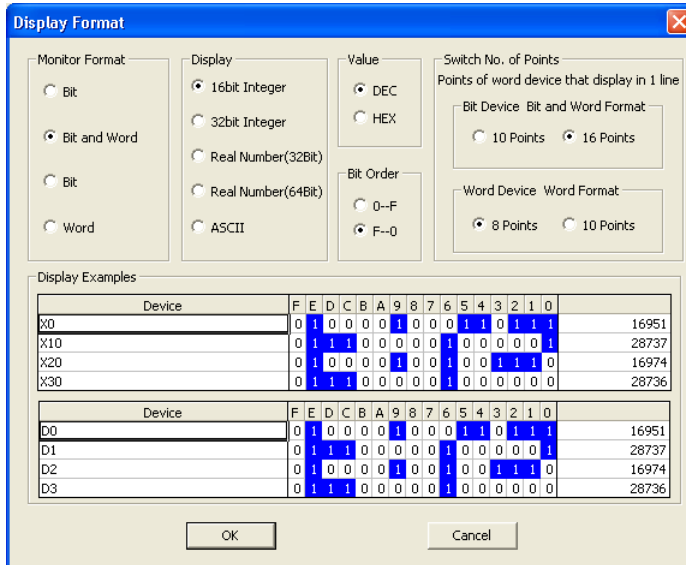 Display Format
Monitor Format
Bit
Bit and Word
Bit
Word
Display
16bit Integer
32bit Integer
Real Number(32Bit)
Real Number(64Bit)
ASCII
Value
DEC
HEX
Bit Order
0--F
F--0
Switch No. of Points
Points of word device that display in 1 line
Bit Device Bit and Word Format
10 Points 16 Points
Word Device Word Format
8 Points 10 Points
Display Examples
Device F E D C B A 9 8 7 6 5 4 3 2 1 0
X0 0 1 0 0 0 0 1 0 0 0 1 1 0 1 1 1 16951
X10 0 1 1 1 0 0 0 0 0 1 0 0 0 0 0 1 28737
X20 0 1 0 0 0 0 1 0 0 1 0 0 1 1 1 0 16974
X30 0 1 1 1 0 0 0 0 0 1 0 0 0 0 0 0 28736
Device F E D C B A 9 8 7 6 5 4 3 2 1 0
D0 0 1 0 0 0 0 1 0 0 0 1 1 0 1 1 1 16951
D1 0 1 1 1 0 0 0 0 0 1 0 0 0 0 0 1 28737
D2 0 1 0 0 0 0 1 0 0 1 0 0 1 1 1 0 16974
D3 0 1 1 1 0 0 0 0 0 1 0 0 0 0 0 0 28736
OK Cancel